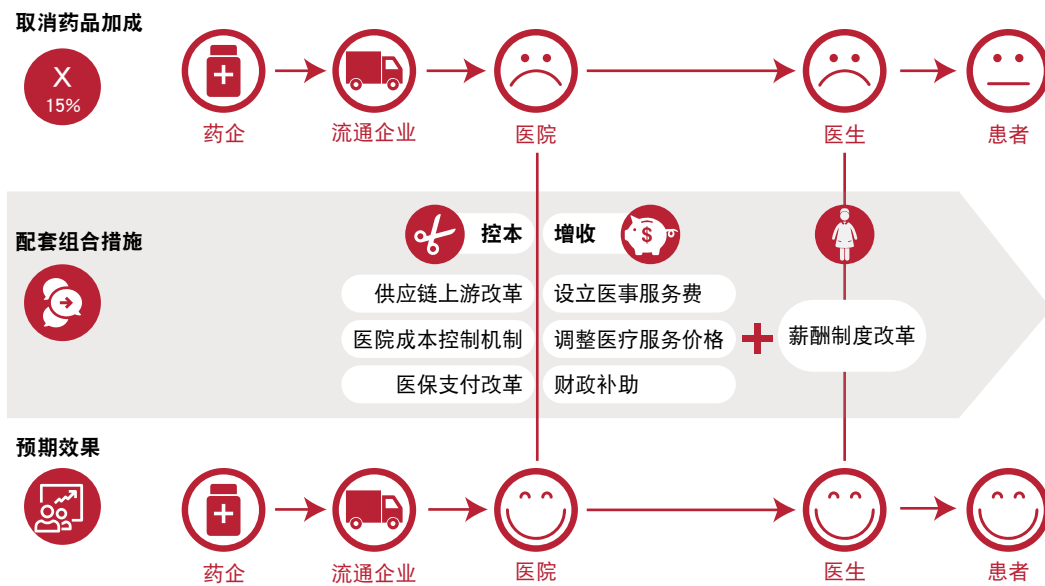 取消药品加成
X
15%
药企
流通企业
医院
医生
患者
配套组合措施
控本
增收
$
供应链上游改革
设立医事服务费
医院成本控制机制
调整医疗服务价格
薪酬制度改革
医保支付改革
财政补助
预期效果
药企
流通企业
医院
医生
患者